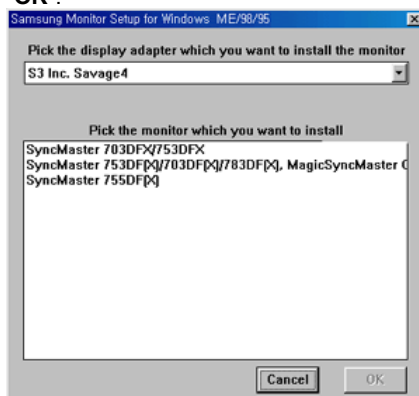 OK".
Samsung Monitor Setup for Windows ME/98/95
Pick the display adapter which you want to install the monitor
S3 Inc. Savage4
Pick the monitor which you want to install
SyncMaster 703DFX/753DFX
SyncMaster 753DF(X)/703DF(X)/783DF(X), MagicSyncMaster
SyncMaster 755DF(X)
Cancel
OK